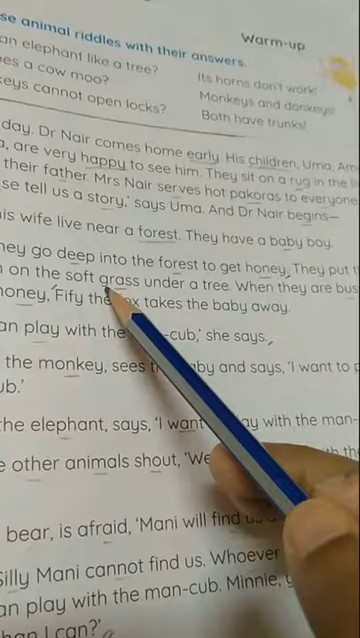 se animal riddles with their answers.
Warm-up
an elephant like a tree?
Its horns don't work!
es a cow moo?
Monkeys and donkeys!
keys cannot open locks?
Both have trunks!
day. Dr Nair comes home early. His children, Uma, Am
a, are very happy to see him. They sit on a rug in the
their father. Mrs Nair serves hot pakoras to everyone
se tell us a story,' says Uma. And Dr Nair begins—
is wife live near a forest. They have a baby boy.
hey go deep into the forest to get honey. They put t
on the soft grass under a tree. When they are bus
honey, Fify the takes the baby away.
an play with the -cub,' she says.
the monkey, sees by and says, 'I want to p
ub.'
the elephant, says, 'I want ay with the man-
e other animals shout, 'We ith th
bear, is afraid, 'Mani will find us
Silly Mani cannot find us. Whoever
an play with the man-cub. Minnie,
han I can?'